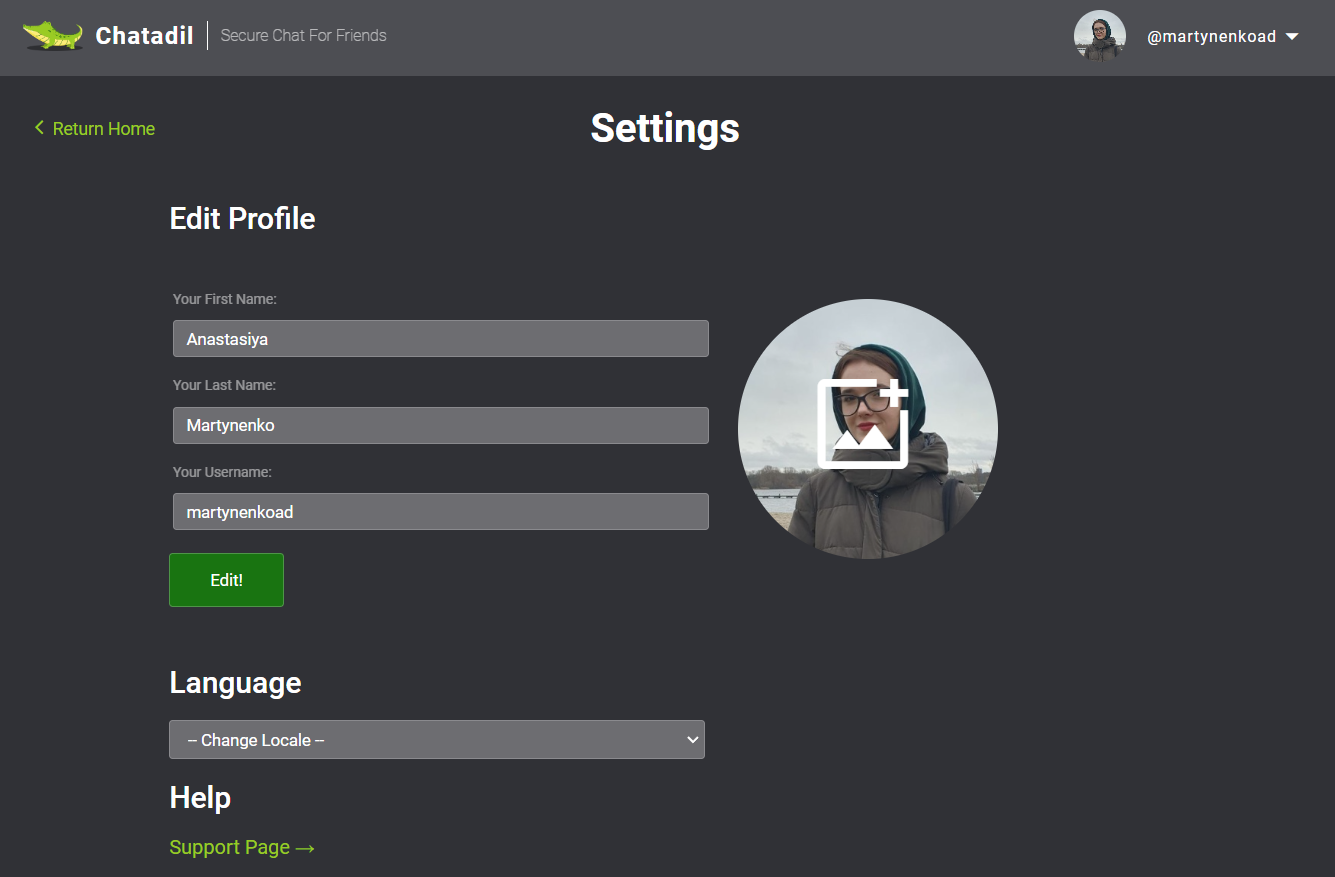 Chatadil
Secure Chat For Friends
@martynenkoad
Return Home
Settings
Edit Profile
Your First Name:
Anastasiya
Your Last Name:
Martynenko
Your Username:
martynenkoad
Edit!
Language
-- Change Locale --
Help
Support Page →